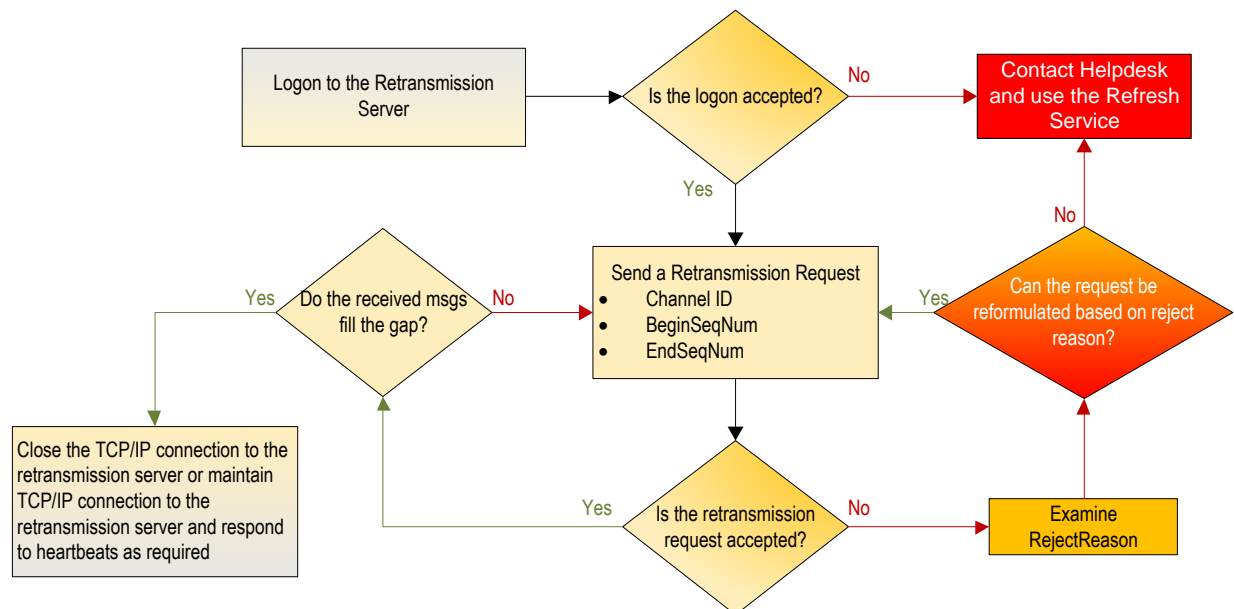 Logon to the Retransmission
Server
Is the logon accepted?
No
Contact Helpdesk
and use the Refresh
Service
Yes
No
Send a Retransmission Request
• Channel ID
• BeginSeqNum
• EndSeqNum
Yes
Do the received msgs
fill the gap?
No
Yes
Can the request be
reformulated based on reject
reason?
Close the TCP/IP connection to the
retransmission server or maintain
TCP/IP connection to the
retransmission server and respond
to heartbeats as required
Yes
Is the retransmission
request accepted?
No
Examine
RejectReason